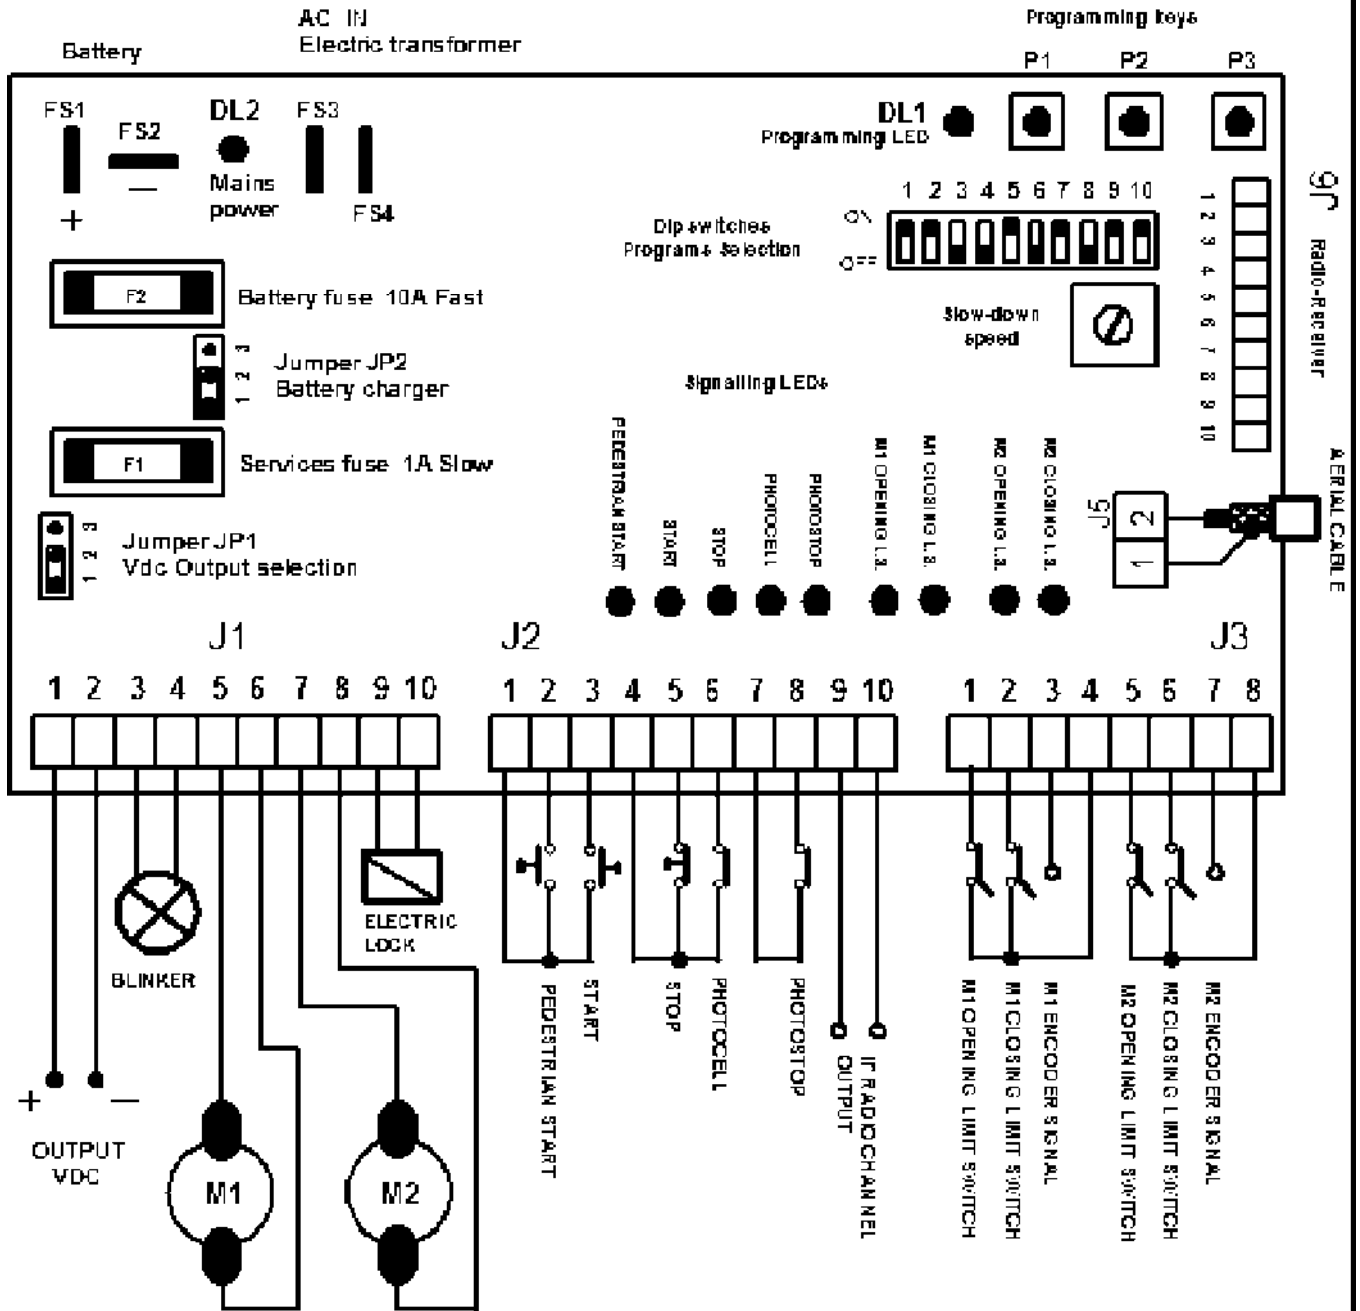 AC IN
Electric transformer
Battery
Programming keys
P1 P2 P3
FS1
FS2
DL2
FS3
FS4
Mains
power
+
—
DL1
Programming LED
1 2 3 4 5 6 7 8 9 10
ON
OFF
Dip switches
Programs Selection
Slow-down
speed
J6
Radio-Receiver
1
2
3
4
5
6
7
8
9
10
F2
Battery fuse 10A Fast
1 2 3
Jumper JP2
Battery charger
F1
Services fuse 1A Slow
1 2 3
Jumper JP1
Vdc Output selection
Signalling LEDs
PEDESTRIAN START
START
STOP
PHOTOCELL
PHOTOSTOP
M1 OPENING L.S.
M1 CLOSING L.S.
M2 OPENING L.S.
M2 CLOSING L.S.
J5
2
1
AERIAL CABLE
J1
1 2 3 4 5 6 7 8 9 10
J2
1 2 3 4 5 6 7 8 9 10
J3
1 2 3 4 5 6 7 8
BLINKER
ELECTRIC
LOCK
+ —
OUTPUT
VDC
M1
M2
PEDESTRIAN START
START
STOP
PHOTOCELL
PHOTOSTOP
OUTPUT
RADIO CHANNEL
M1 OPENING LIMIT SWITCH
M1 CLOSING LIMIT SWITCH
M1 ENCODER SIGNAL
M2 OPENING LIMIT SWITCH
M2 CLOSING LIMIT SWITCH
M2 ENCODER SIGNAL